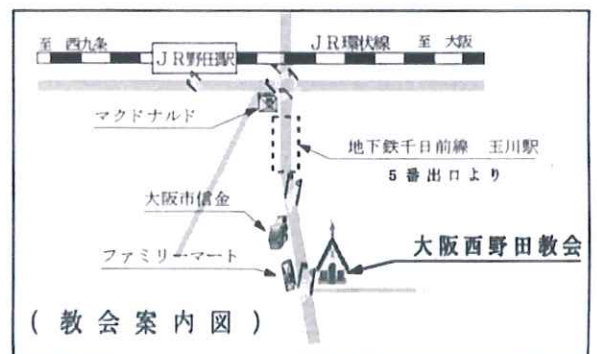 至 西九条
JR野田駅
JR環状線
至 大阪
マクドナルド
地下鉄千日前線 玉川駅
5番出口より
大阪市信金
大阪西野田教会
ファミリーマート
(教会案内図)